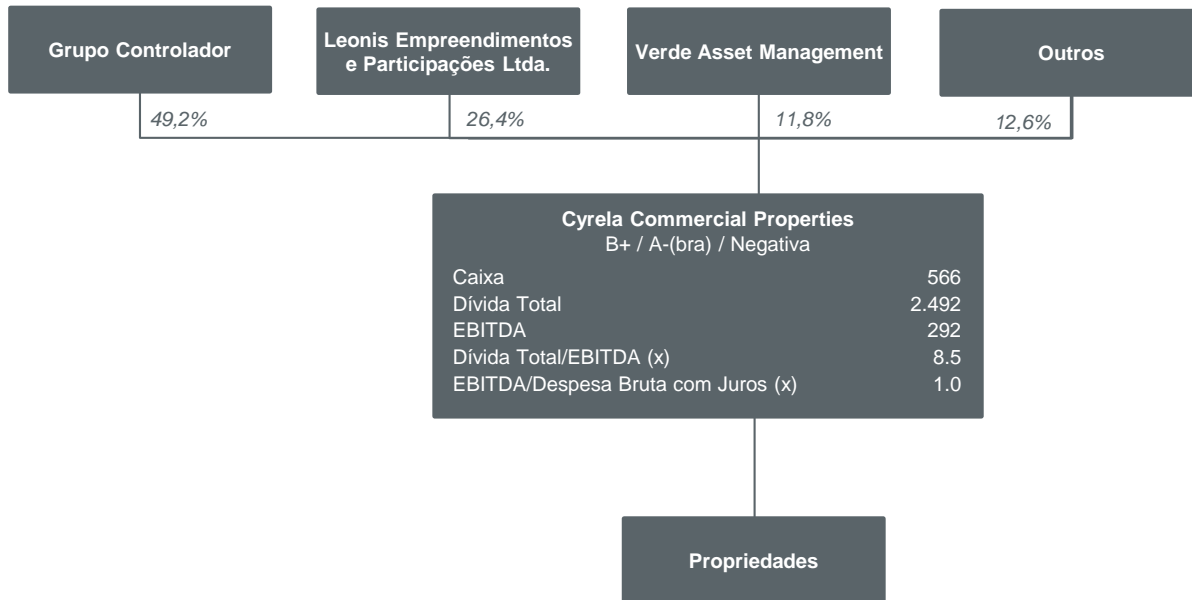 Grupo Controlador
Leonis Empreendimentos
e Participações Ltda.
Verde Asset Management
Outros
49,2%
26,4%
11,8%
12,6%
Cyrela Commercial Properties
B+ / A-(bra) / Negativa
Caixa 566
Dívida Total 2.492
EBITDA 292
Dívida Total/EBITDA (x) 8.5
EBITDA/Despesa Bruta com Juros (x) 1.0
Propriedades